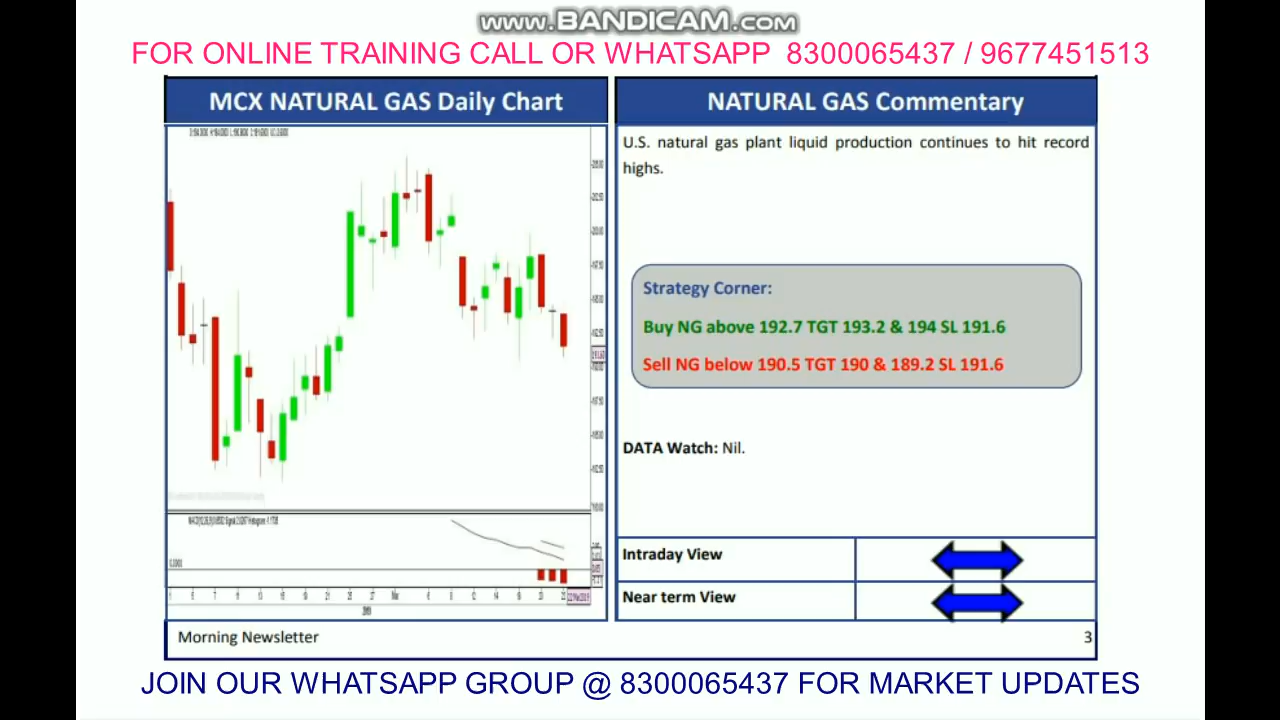 www.BANDICAM.com
FOR ONLINE TRAINING CALL OR WHATSAPP 8300065437 / 9677451513
MCX NATURAL GAS Daily Chart
NATURAL GAS Commentary
U.S. natural gas plant liquid production continues to hit record
highs.
Strategy Corner:
Buy NG above 192.7 TGT 193.2 & 194 SL 191.6
Sell NG below 190.5 TGT 190 & 189.2 SL 191.6
DATA Watch: Nil.
Intraday View
Near term View
Morning Newsletter
3
JOIN OUR WHATSAPP GROUP @ 8300065437 FOR MARKET UPDATES